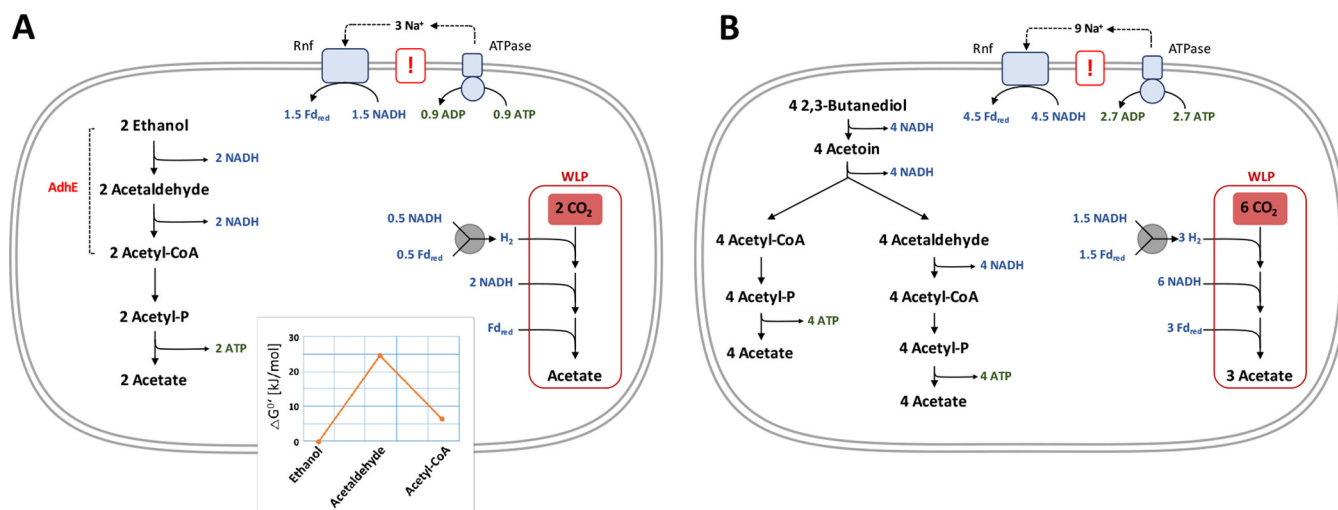 A
3 Na⁺
Rnf
!
ATPase
1.5 Fd_red
1.5 NADH
0.9 ADP
0.9 ATP
2 Ethanol
2 NADH
AdhE
2 Acetaldehyde
2 NADH
2 Acetyl-CoA
2 Acetyl-P
2 ATP
2 Acetate
WLP
2 CO₂
0.5 NADH
0.5 Fd_red
H₂
2 NADH
Fd_red
Acetate
△G⁰′ [kJ/mol]
30
20
10
0
Ethanol
Acetaldehyde
Acetyl-CoA
B
9 Na⁺
Rnf
!
ATPase
4.5 Fd_red
4.5 NADH
2.7 ADP
2.7 ATP
4 2,3-Butanediol
4 NADH
4 Acetoin
4 NADH
4 Acetyl-CoA
4 Acetyl-P
4 ATP
4 Acetate
4 Acetaldehyde
4 NADH
4 Acetyl-CoA
4 Acetyl-P
4 ATP
4 Acetate
WLP
6 CO₂
1.5 NADH
1.5 Fd_red
3 H₂
6 NADH
3 Fd_red
3 Acetate